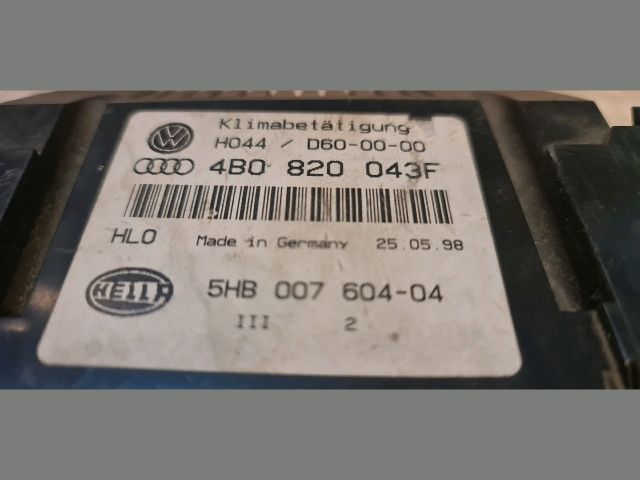 Klimabetätigung
H044 / D60-00-00
4B0 820 043F
HLO Made in Germany 25.05.98
HELLA 5HB 007 604-04
III 2